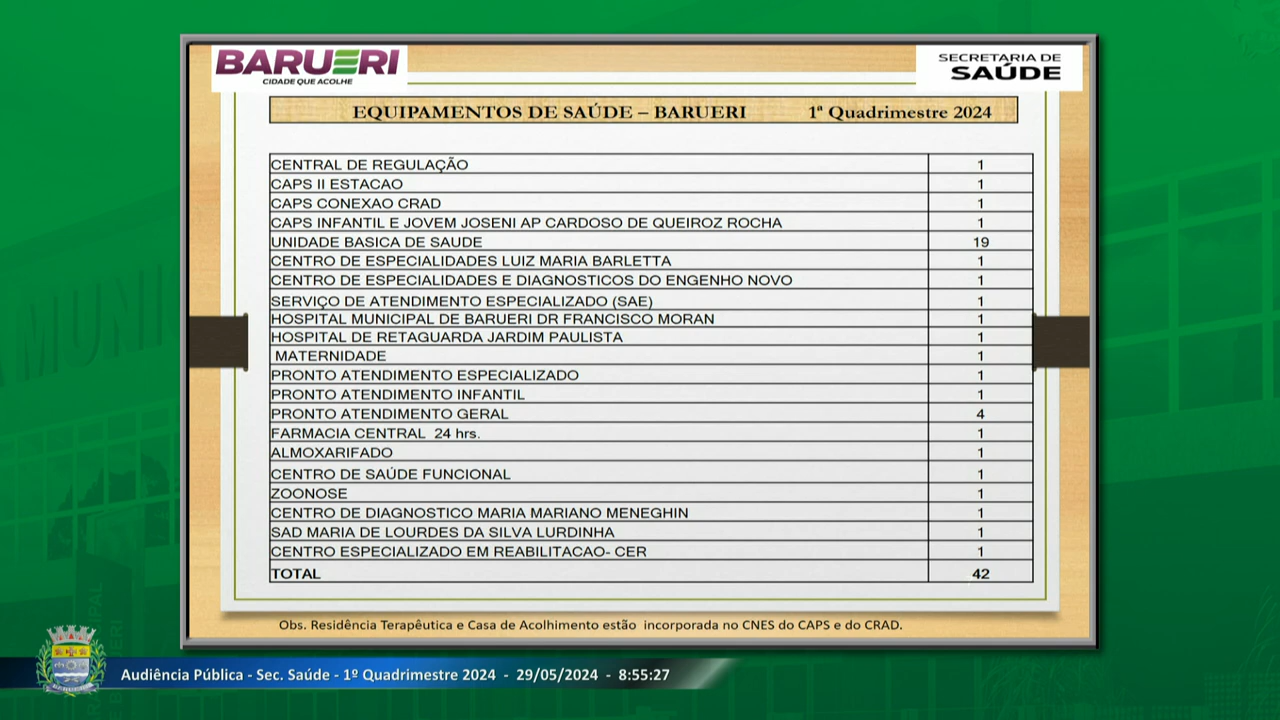 BARUERI
CIDADE QUE ACOLHE
SECRETARIA DE
SAÚDE
EQUIPAMENTOS DE SAÚDE – BARUERI 1ª Quadrimestre 2024
CENTRAL DE REGULAÇÃO 1
CAPS II ESTACAO 1
CAPS CONEXAO CRAD 1
CAPS INFANTIL E JOVEM JOSENI AP CARDOSO DE QUEIROZ ROCHA 1
UNIDADE BASICA DE SAUDE 19
CENTRO DE ESPECIALIDADES LUIZ MARIA BARLETTA 1
CENTRO DE ESPECIALIDADES E DIAGNOSTICOS DO ENGENHO NOVO 1
SERVIÇO DE ATENDIMENTO ESPECIALIZADO (SAE) 1
HOSPITAL MUNICIPAL DE BARUERI DR FRANCISCO MORAN 1
HOSPITAL DE RETAGUARDA JARDIM PAULISTA 1
MATERNIDADE 1
PRONTO ATENDIMENTO ESPECIALIZADO 1
PRONTO ATENDIMENTO INFANTIL 1
PRONTO ATENDIMENTO GERAL 4
FARMACIA CENTRAL 24 hrs. 1
ALMOXARIFADO 1
CENTRO DE SAÚDE FUNCIONAL 1
ZOONOSE 1
CENTRO DE DIAGNOSTICO MARIA MARIANO MENEGHIN 1
SAD MARIA DE LOURDES DA SILVA LURDINHA 1
CENTRO ESPECIALIZADO EM REABILITACAO- CER 1
TOTAL 42
Obs. Residência Terapêutica e Casa de Acolhimento estão incorporada no CNES do CAPS e do CRAD.
Audiência Pública - Sec. Saúde - 1º Quadrimestre 2024 - 29/05/2024 - 8:55:27